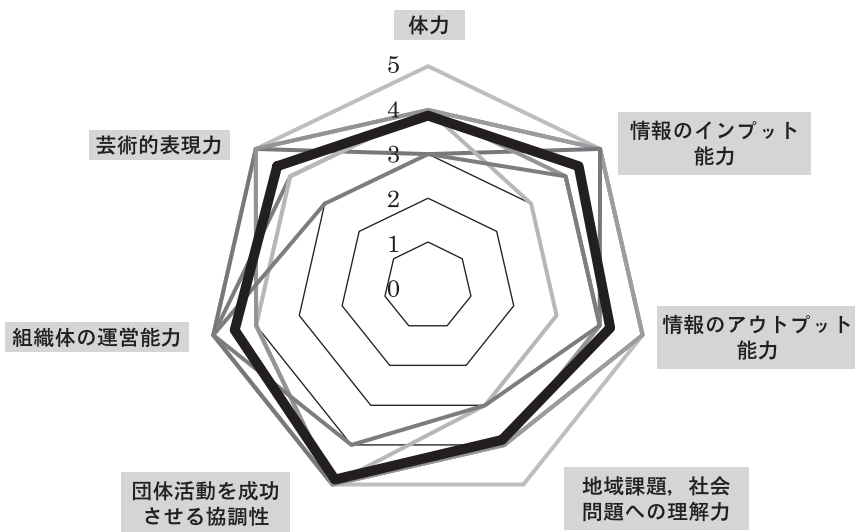 体力
5
4
3
2
1
0
情報のインプット
能力
情報のアウトプット
能力
地域課題，社会
問題への理解力
団体活動を成功
させる協調性
組織体の運営能力
芸術的表現力